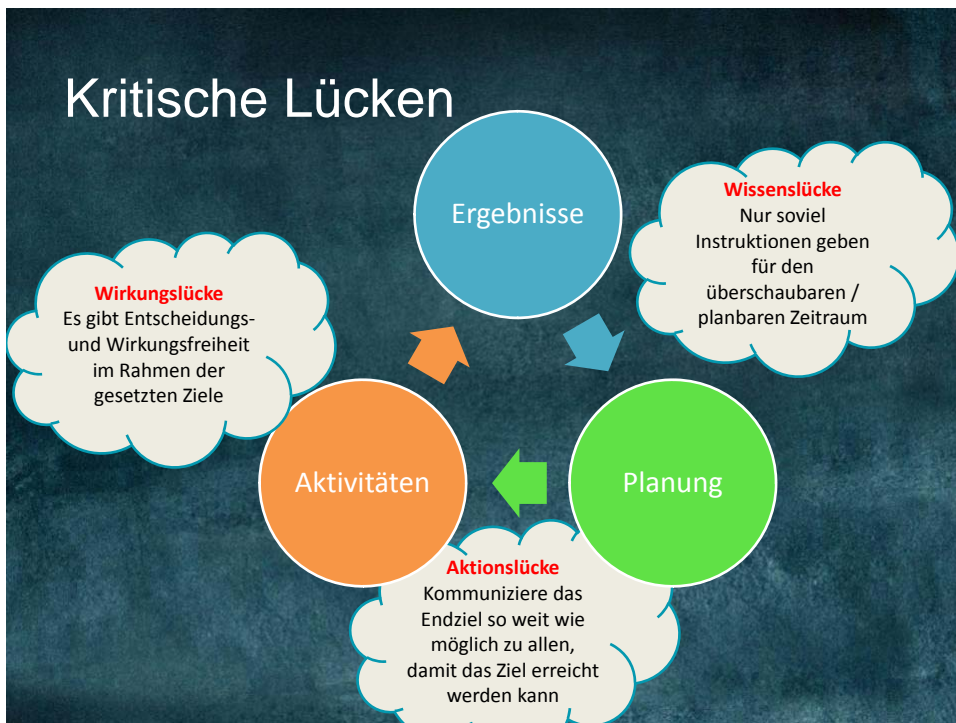 Kritische Lücken
Ergebnisse
Wissenslücke
Nur soviel
Instruktionen geben
für den
überschaubaren /
planbaren Zeitraum
Wirkungslücke
Es gibt Entscheidungs-
und Wirkungsfreiheit
im Rahmen der
gesetzten Ziele
Aktivitäten
Planung
Aktionslücke
Kommuniziere das
Endziel so weit wie
möglich zu allen,
damit das Ziel erreicht
werden kann